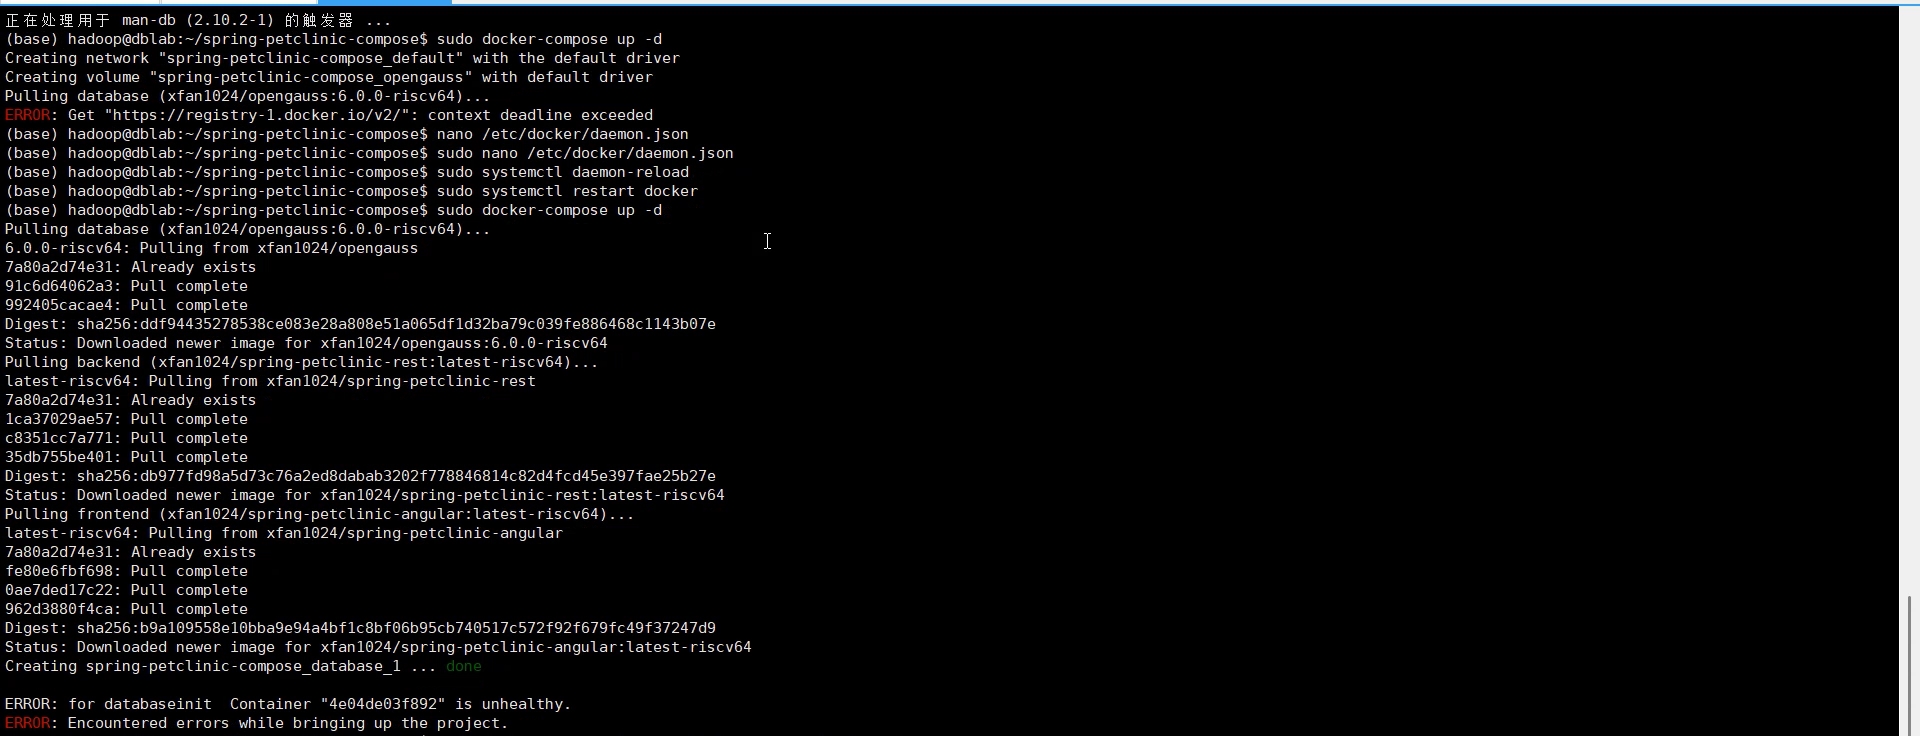 正在处理用于 man-db (2.10.2-1) 的触发器 ...
(base) hadoop@dblab:~/spring-petclinic-compose$ sudo docker-compose up -d
Creating network "spring-petclinic-compose_default" with the default driver
Creating volume "spring-petclinic-compose_opengauss" with default driver
Pulling database (xfan1024/opengauss:6.0.0-riscv64)...
ERROR: Get "https://registry-1.docker.io/v2/": context deadline exceeded
(base) hadoop@dblab:~/spring-petclinic-compose$ nano /etc/docker/daemon.json
(base) hadoop@dblab:~/spring-petclinic-compose$ sudo nano /etc/docker/daemon.json
(base) hadoop@dblab:~/spring-petclinic-compose$ sudo systemctl daemon-reload
(base) hadoop@dblab:~/spring-petclinic-compose$ sudo systemctl restart docker
(base) hadoop@dblab:~/spring-petclinic-compose$ sudo docker-compose up -d
Pulling database (xfan1024/opengauss:6.0.0-riscv64)...
6.0.0-riscv64: Pulling from xfan1024/opengauss
7a80a2d74e31: Already exists
91c6d64062a3: Pull complete
992405cacae4: Pull complete
Digest: sha256:ddf94435278538ce083e28a808e51a065df1d32ba79c039fe886468c1143b07e
Status: Downloaded newer image for xfan1024/opengauss:6.0.0-riscv64
Pulling backend (xfan1024/spring-petclinic-rest:latest-riscv64)...
latest-riscv64: Pulling from xfan1024/spring-petclinic-rest
7a80a2d74e31: Already exists
1ca37029ae57: Pull complete
c8351cc7a771: Pull complete
35db755be401: Pull complete
Digest: sha256:db977fd98a5d73c76a2ed8dabab3202f778846814c82d4fcd45e397fae25b27e
Status: Downloaded newer image for xfan1024/spring-petclinic-rest:latest-riscv64
Pulling frontend (xfan1024/spring-petclinic-angular:latest-riscv64)...
latest-riscv64: Pulling from xfan1024/spring-petclinic-angular
7a80a2d74e31: Already exists
fe80e6fbf698: Pull complete
0ae7ded17c22: Pull complete
962d3880f4ca: Pull complete
Digest: sha256:b9a109558e10bba9e94a4bf1c8bf06b95cb740517c572f92f679fc49f37247d9
Status: Downloaded newer image for xfan1024/spring-petclinic-angular:latest-riscv64
Creating spring-petclinic-compose_database_1 ... done
ERROR: for databaseinit  Container "4e04de03f892" is unhealthy.
ERROR: Encountered errors while bringing up the project.